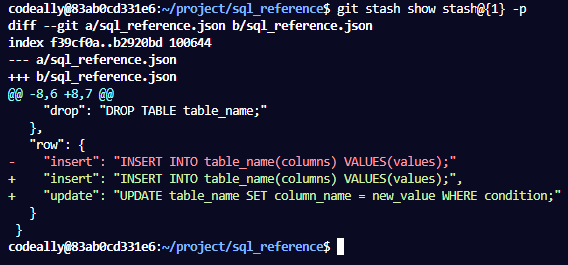 codeally@83ab0cd331e6:~/project/sql_reference$ git stash show stash@{1} -p
diff --git a/sql_reference.json b/sql_reference.json
index f39cf0a..b2920bd 100644
--- a/sql_reference.json
+++ b/sql_reference.json
@@ -8,6 +8,7 @@
     "drop": "DROP TABLE table_name;"
   },
   "row": {
-    "insert": "INSERT INTO table_name(columns) VALUES(values);"
+    "insert": "INSERT INTO table_name(columns) VALUES(values);",
+    "update": "UPDATE table_name SET column_name = new_value WHERE condition;"
   }
 }
codeally@83ab0cd331e6:~/project/sql_reference$